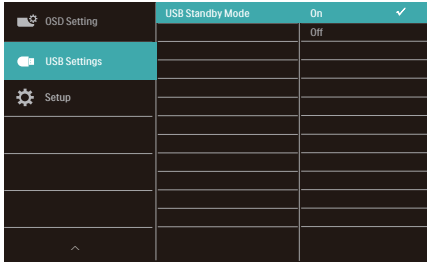 OSD Setting
USB Settings
Setup
USB Standby Mode
On
Off